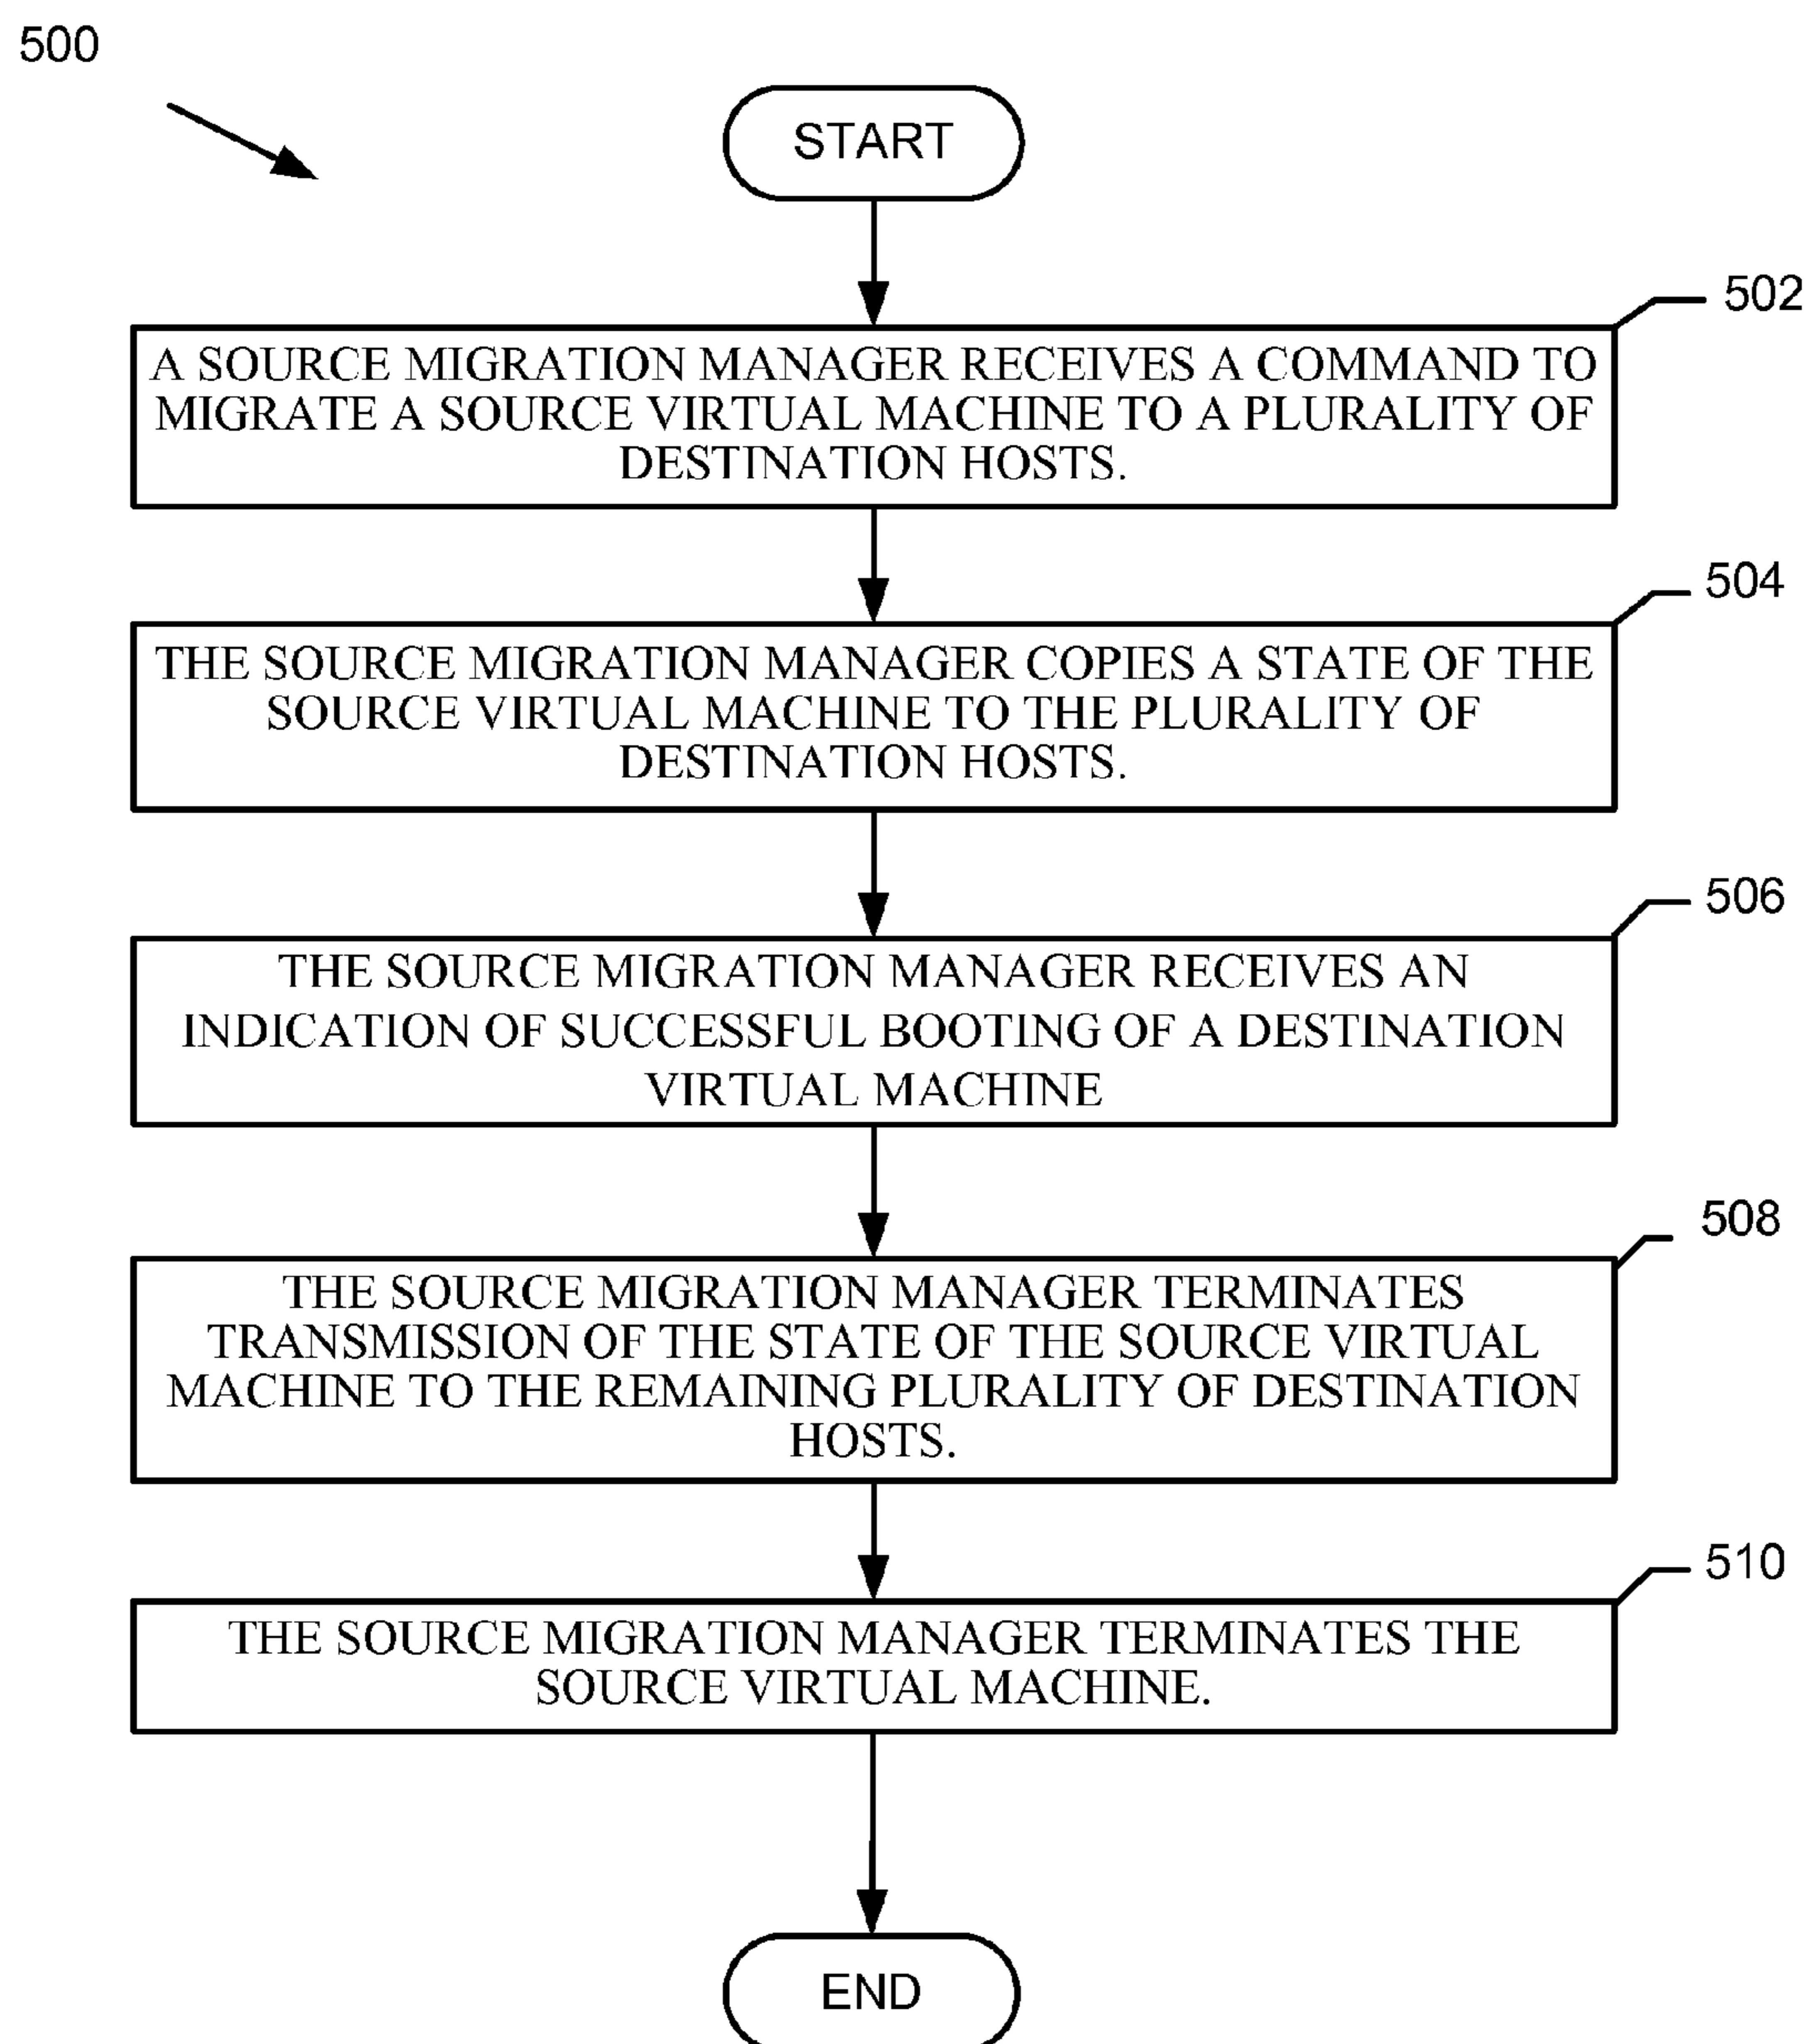 500
START
502
A SOURCE MIGRATION MANAGER RECEIVES A COMMAND TO
MIGRATE A SOURCE VIRTUAL MACHINE TO A PLURALITY OF
DESTINATION HOSTS.
504
THE SOURCE MIGRATION MANAGER COPIES A STATE OF THE
SOURCE VIRTUAL MACHINE TO THE PLURALITY OF
DESTINATION HOSTS.
506
THE SOURCE MIGRATION MANAGER RECEIVES AN
INDICATION OF SUCCESSFUL BOOTING OF A DESTINATION
VIRTUAL MACHINE
508
THE SOURCE MIGRATION MANAGER TERMINATES
TRANSMISSION OF THE STATE OF THE SOURCE VIRTUAL
MACHINE TO THE REMAINING PLURALITY OF DESTINATION
HOSTS.
510
THE SOURCE MIGRATION MANAGER TERMINATES THE
SOURCE VIRTUAL MACHINE.
END